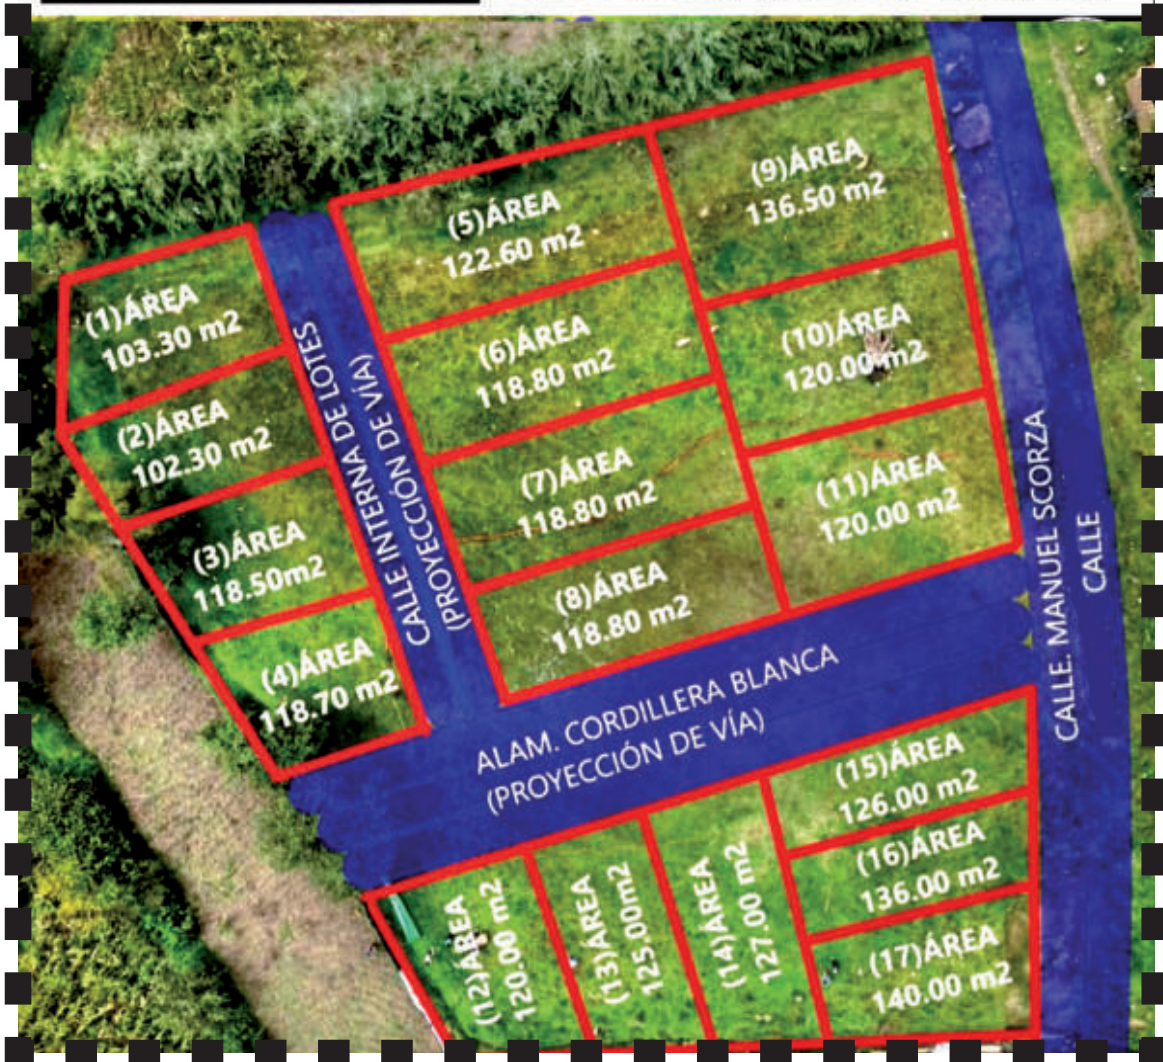 (1)ÁREA
103.30 m2
(2)ÁREA
102.30 m2
(3)ÁREA
118.50m2
(4)ÁREA
118.70 m2
CALLE INTERNA DE LOTES
(PROYECCIÓN DE VÍA)
(5)ÁREA
122.60 m2
(6)ÁREA
118.80 m2
(7)ÁREA
118.80 m2
(8)ÁREA
118.80 m2
(9)ÁREA
136.50 m2
(10)ÁREA
120.00 m2
(11)ÁREA
120.00 m2
CALLE. MANUEL SCORZA
CALLE
ALAM. CORDILLERA BLANCA
(PROYECCIÓN DE VÍA)
(12)ÁREA
120.00 m2
(13)ÁREA
125.00m2
(14)ÁREA
127.00 m2
(15)ÁREA
126.00 m2
(16)ÁREA
136.00 m2
(17)ÁREA
140.00 m2